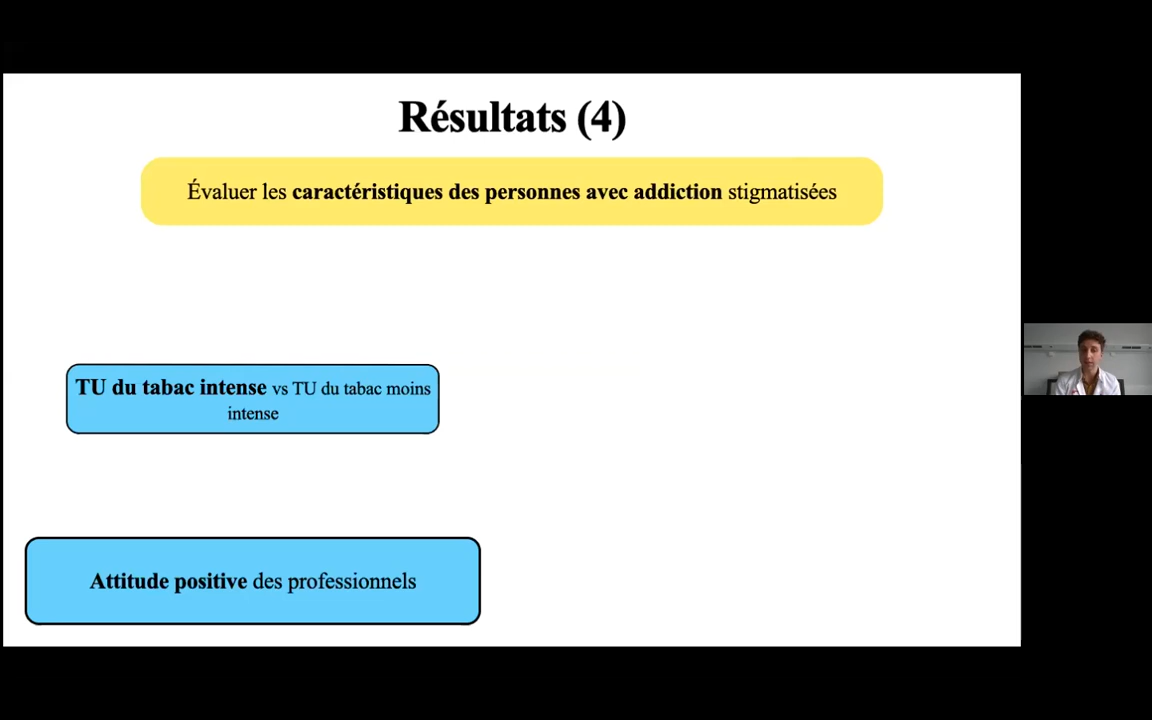 Résultats (4)
Évaluer les caractéristiques des personnes avec addiction stigmatisées
TU du tabac intense vs TU du tabac moins
intense
Attitude positive des professionnels